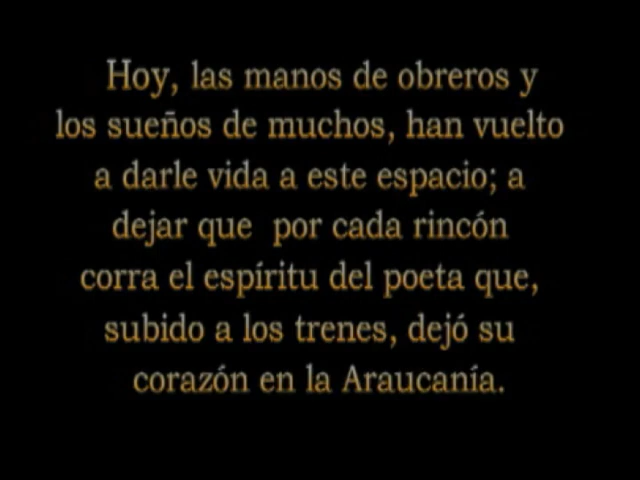 Hoy, las manos de obreros y
los sueños de muchos, han vuelto
a darle vida a este espacio; a
dejar que por cada rincón
corra el espíritu del poeta que,
subido a los trenes, dejó su
corazón en la Araucanía.